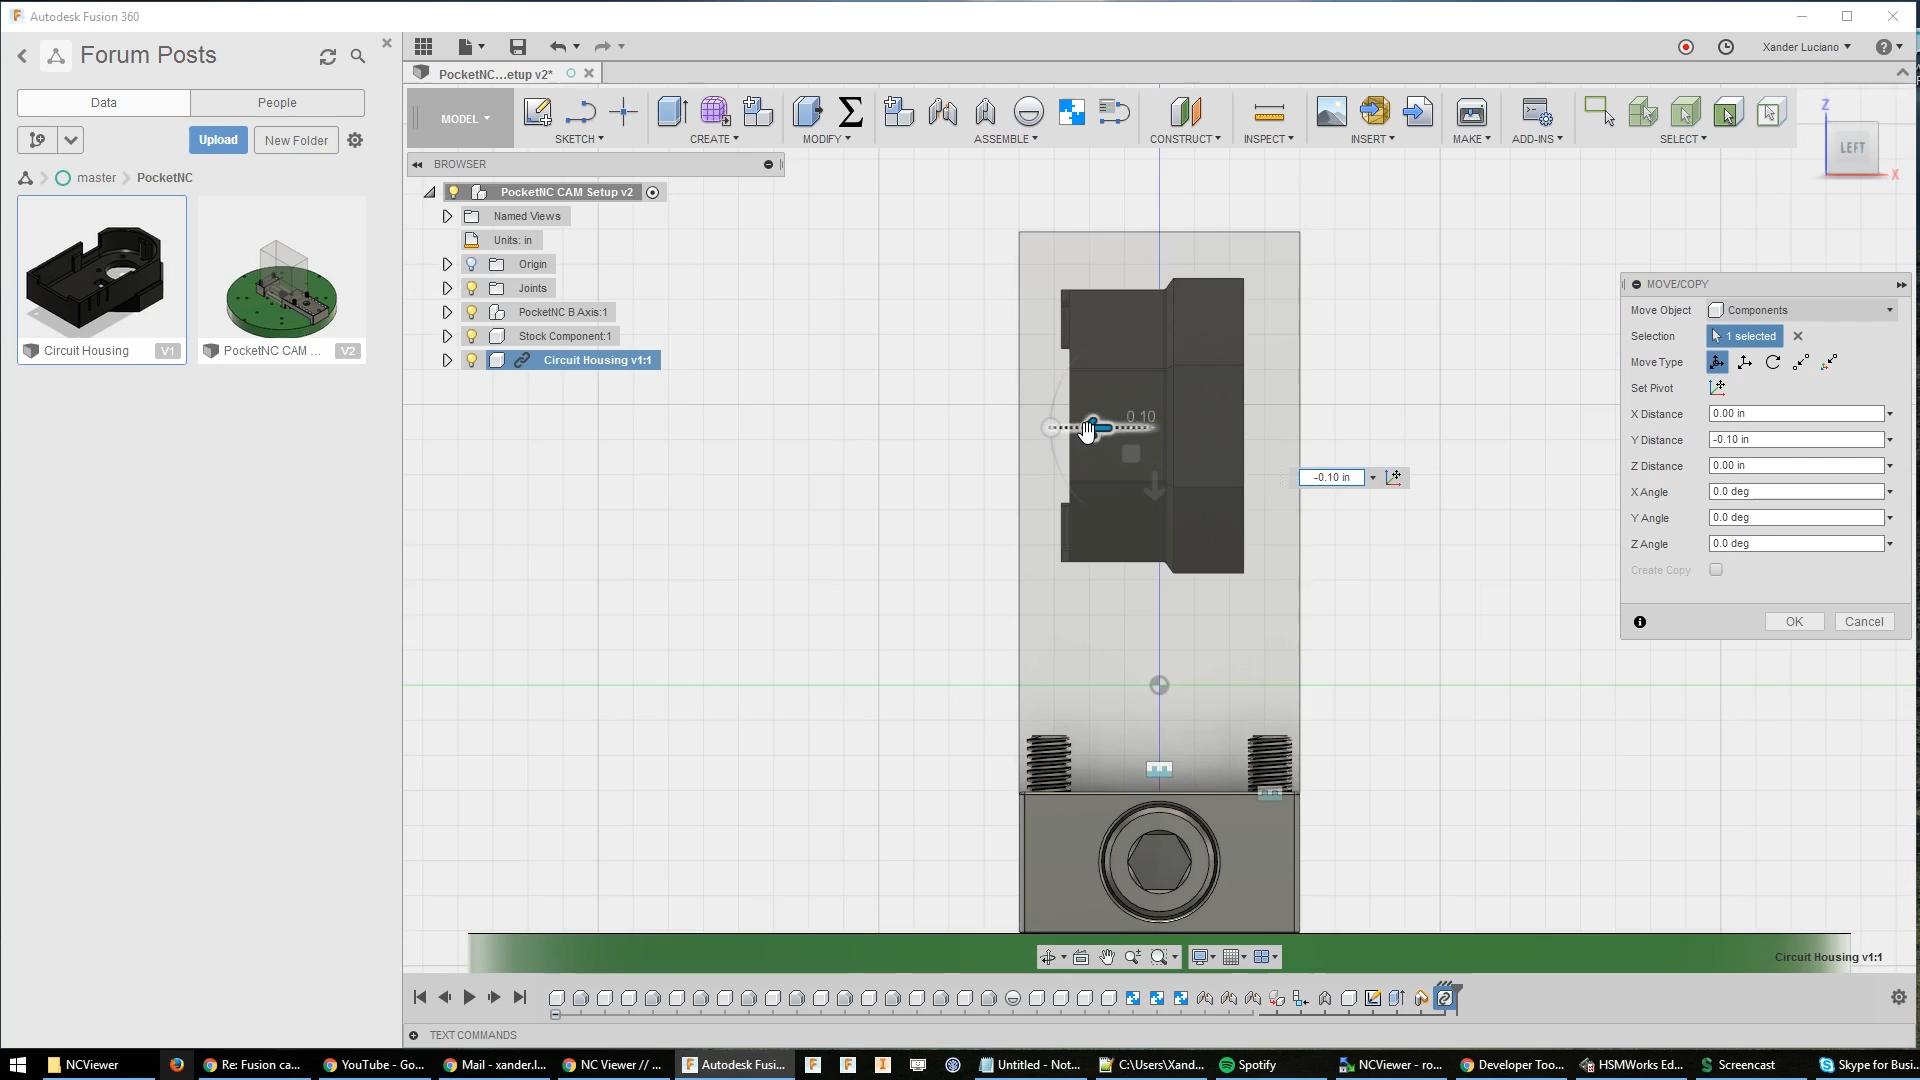 Autodesk Fusion 360
Forum Posts
Data
People
Upload
New Folder
master
PocketNC
Circuit Housing
V1
PocketNC CAM ...
V2
Xander Luciano
PocketNC...etup v2*
MODEL
SKETCH
CREATE
MODIFY
ASSEMBLE
CONSTRUCT
INSPECT
INSERT
MAKE
ADD-INS
SELECT
Z
LEFT
X
BROWSER
PocketNC CAM Setup v2
Named Views
Units: in
Origin
Joints
PocketNC B Axis:1
Stock Component:1
Circuit Housing v1:1
0.10
-0.10 in
MOVE/COPY
Move Object
Components
Selection
1 selected
Move Type
Set Pivot
X Distance
0.00 in
Y Distance
-0.10 in
Z Distance
0.00 in
X Angle
0.0 deg
Y Angle
0.0 deg
Z Angle
0.0 deg
Create Copy
OK
Cancel
Circuit Housing v1:1
TEXT COMMANDS
NCViewer
Re: Fusion ca...
YouTube - Go...
Mail - xander.l...
NC Viewer // ...
Autodesk Fusi...
Untitled - Not...
C:\Users\Xand...
Spotify
NCViewer - ro...
Developer Too...
HSMWorks Ed...
Screencast
Skype for Busi...